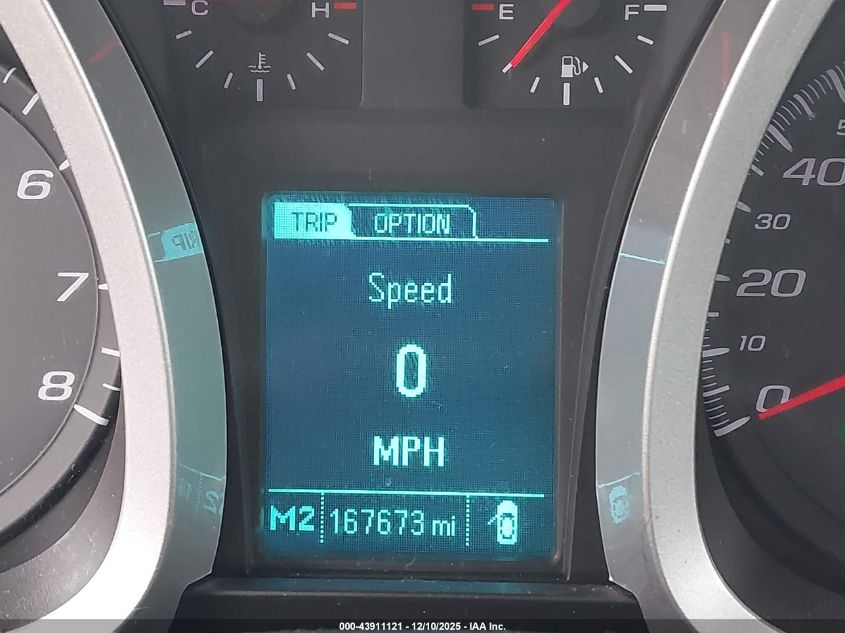 C H E F
6
7
8
TRIP OPTION
Speed
0
MPH
M2 167673 mi
40
30
20
10
0
000-43911121 - 12/10/2025 - IAA Inc.